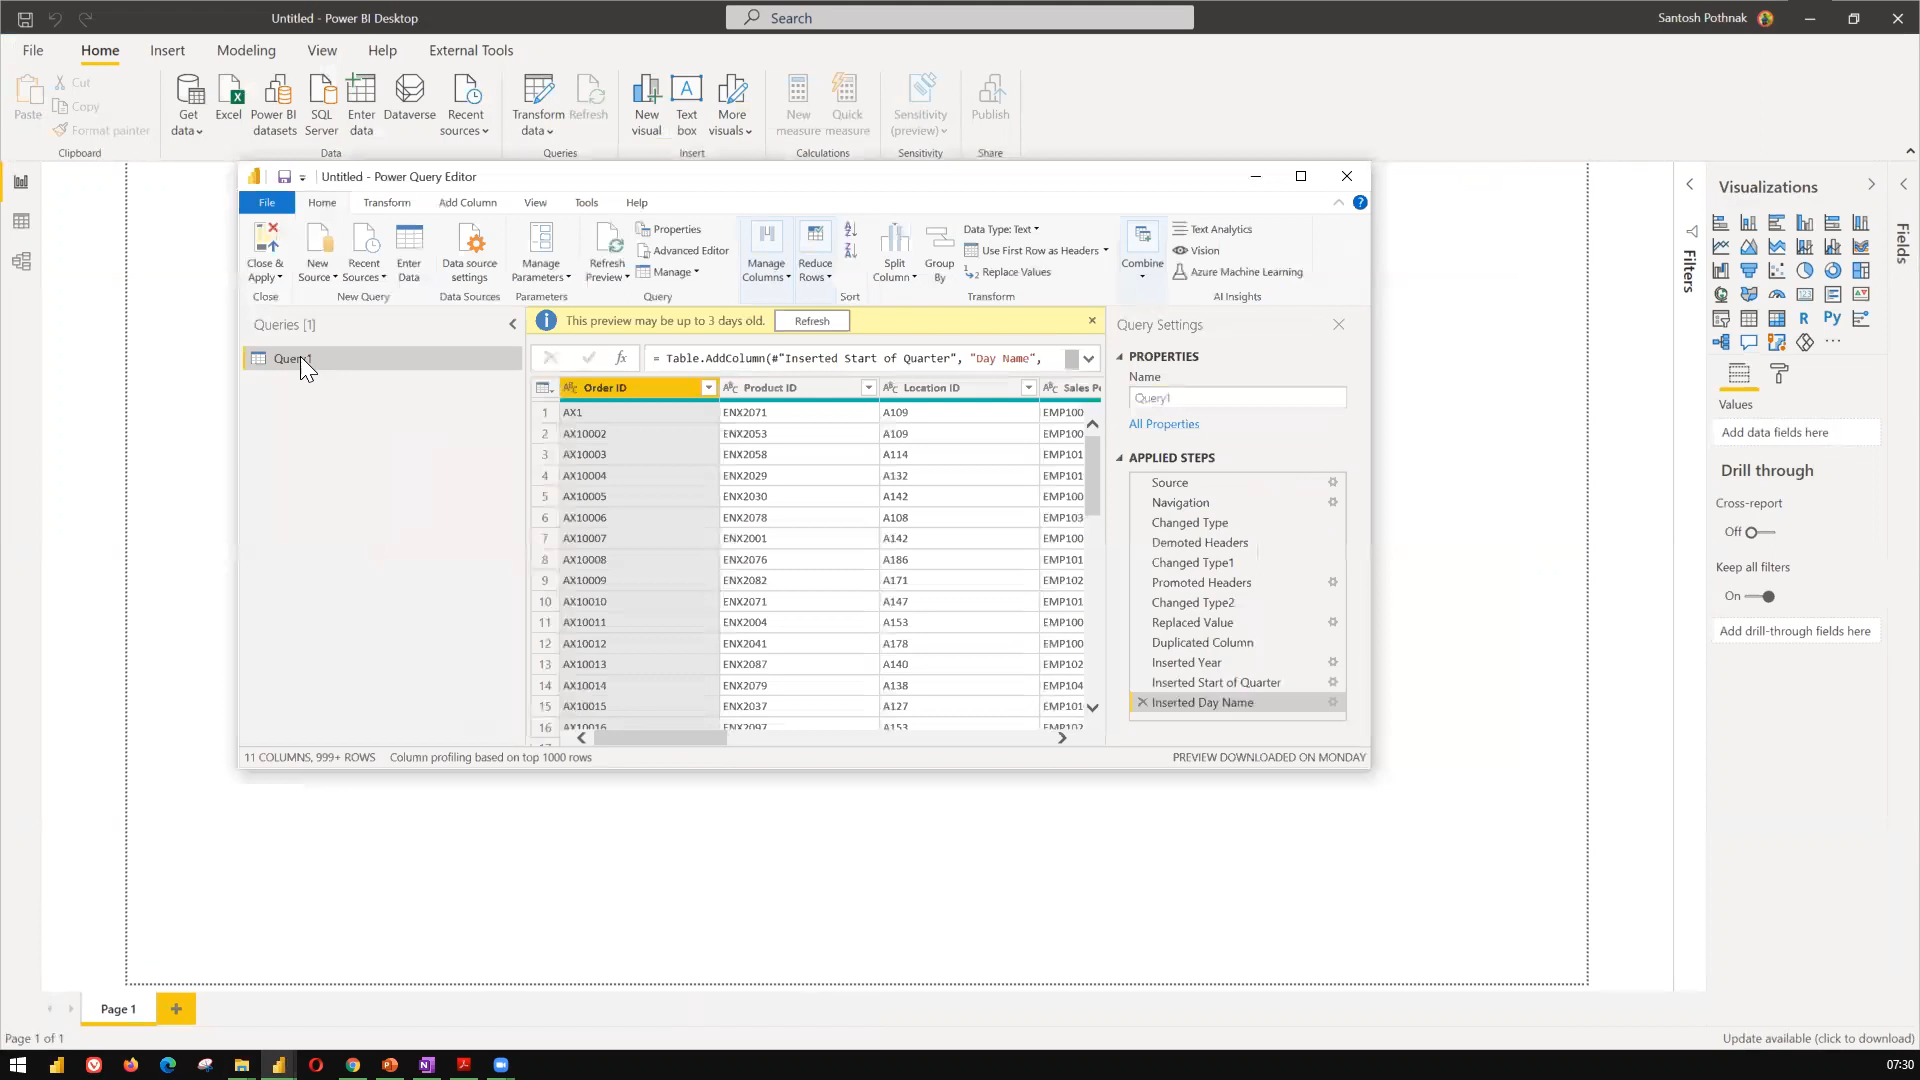 Untitled - Power BI Desktop
Search
Santosh Pothnak
File Home Insert Modeling View Help External Tools
Paste
Cut
Copy
Format painter
Clipboard
Get data
Excel
Power BI datasets
SQL Server
Enter data
Dataverse
Recent sources
Data
Transform data
Refresh
Queries
New visual
Text box
More visuals
Insert
New measure
Quick measure
Calculations
Sensitivity (preview)
Sensitivity
Publish
Share
Untitled - Power Query Editor
File Home Transform Add Column View Tools Help
Close & Apply
Close
New Source
Recent Sources
Enter Data
New Query
Data source settings
Data Sources
Manage Parameters
Parameters
Refresh Preview
Properties
Advanced Editor
Manage
Query
Manage Columns
Reduce Rows
Sort
Split Column
Group By
Data Type: Text
Use First Row as Headers
Replace Values
Transform
Combine
Text Analytics
Vision
Azure Machine Learning
AI Insights
Queries [1]
Query1
This preview may be up to 3 days old. Refresh
fx = Table.AddColumn(#"Inserted Start of Quarter", "Day Name",
Order ID Product ID Location ID Sales Pe
1 AX1 ENX2071 A109 EMP100
2 AX10002 ENX2053 A109 EMP100
3 AX10003 ENX2058 A114 EMP101
4 AX10004 ENX2029 A132 EMP101
5 AX10005 ENX2030 A142 EMP100
6 AX10006 ENX2078 A108 EMP103
7 AX10007 ENX2001 A142 EMP100
8 AX10008 ENX2076 A186 EMP101
9 AX10009 ENX2082 A171 EMP102
10 AX10010 ENX2071 A147 EMP101
11 AX10011 ENX2004 A153 EMP100
12 AX10012 ENX2041 A178 EMP100
13 AX10013 ENX2087 A140 EMP102
14 AX10014 ENX2079 A138 EMP104
15 AX10015 ENX2037 A127 EMP101
16 AX10016 ENX2097 A153 EMP102
Query Settings
PROPERTIES
Name
Query1
All Properties
APPLIED STEPS
Source
Navigation
Changed Type
Demoted Headers
Changed Type1
Promoted Headers
Changed Type2
Replaced Value
Duplicated Column
Inserted Year
Inserted Start of Quarter
Inserted Day Name
11 COLUMNS, 999+ ROWS Column profiling based on top 1000 rows
PREVIEW DOWNLOADED ON MONDAY
Filters
Visualizations
Fields
R Py
Values
Add data fields here
Drill through
Cross-report
Off
Keep all filters
On
Add drill-through fields here
Page 1
Page 1 of 1
Update available (click to download)
07:30